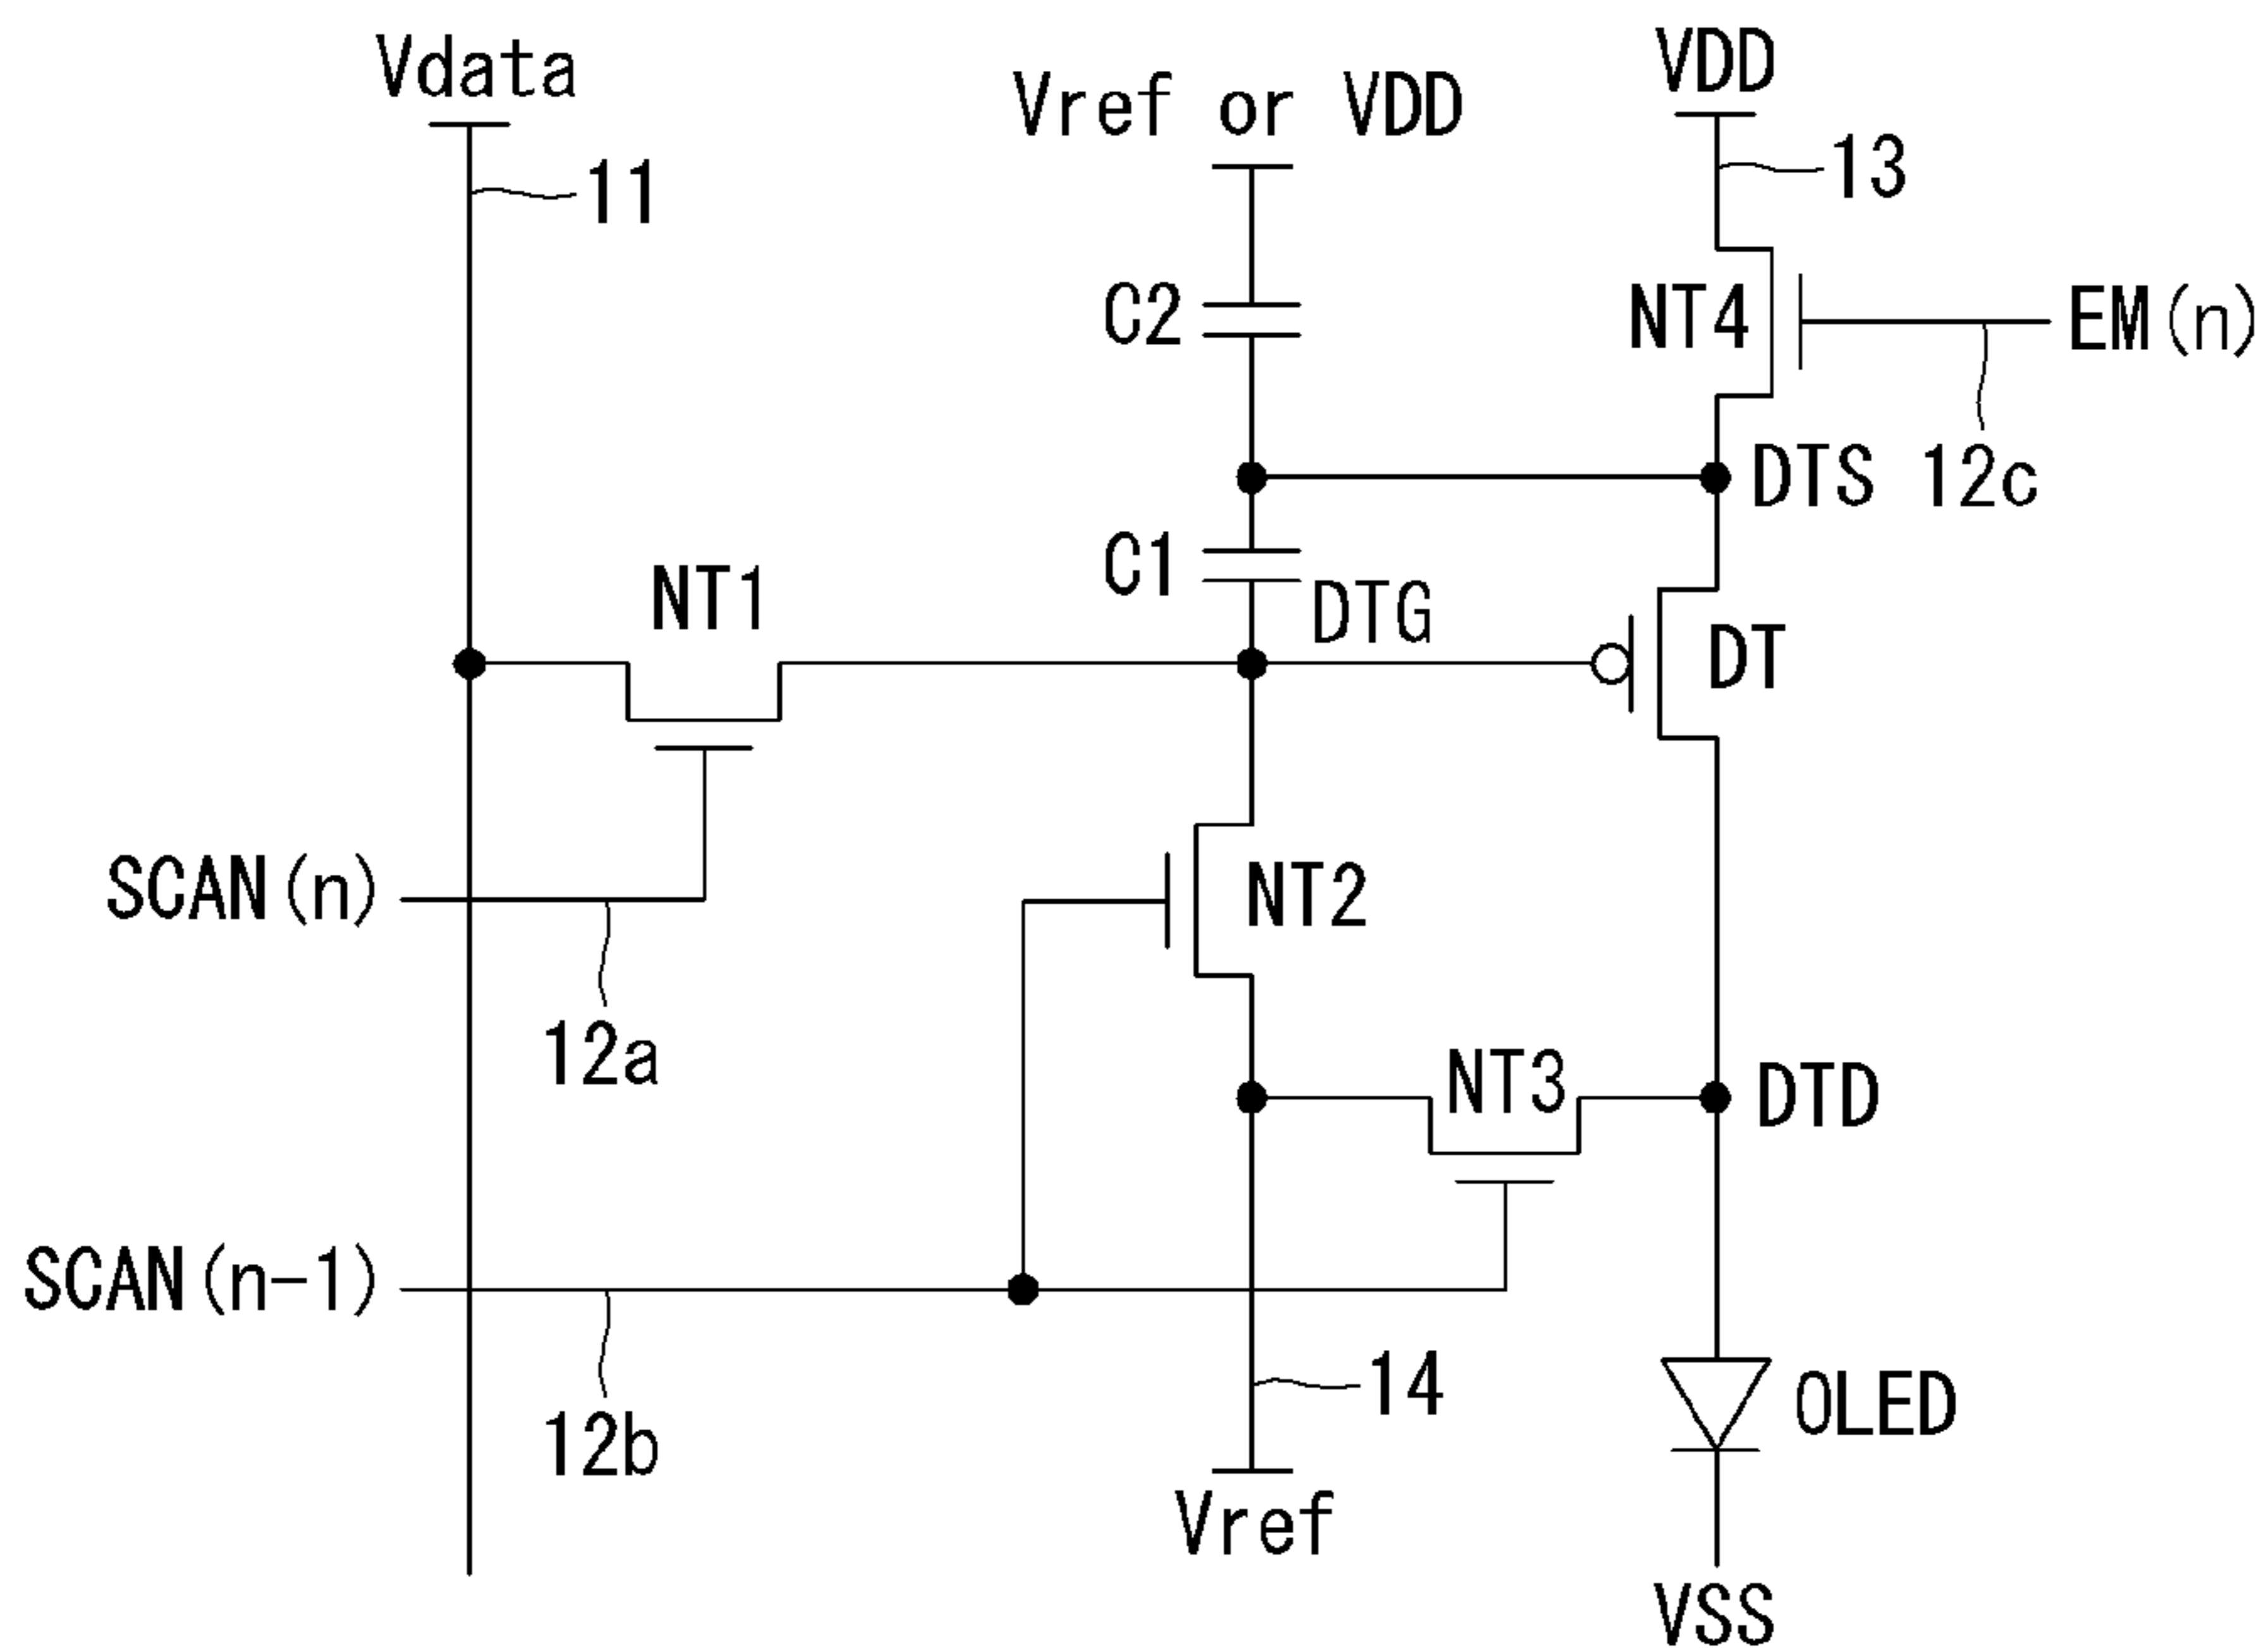 Vdata
Vref or VDD
VDD
11
13
C2
NT4
EM(n)
DTS
12c
C1
DTG
NT1
DT
SCAN(n)
NT2
12a
NT3
DTD
SCAN(n-1)
12b
14
OLED
Vref
VSS